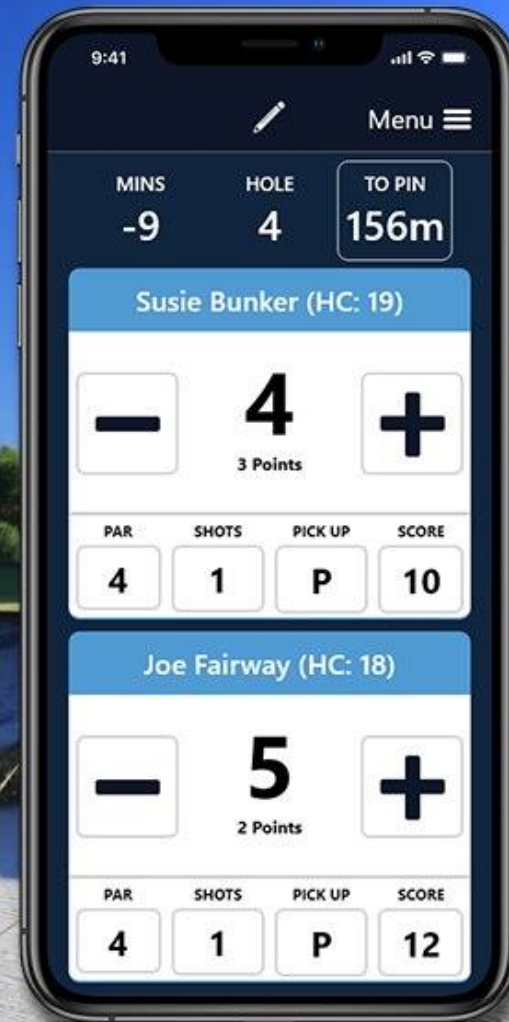 9:41
Menu
MINS HOLE TO PIN
-9 4 156m
Susie Bunker (HC: 19)
4
3 Points
PAR SHOTS PICK UP SCORE
4 1 P 10
Joe Fairway (HC: 18)
5
2 Points
PAR SHOTS PICK UP SCORE
4 1 P 12